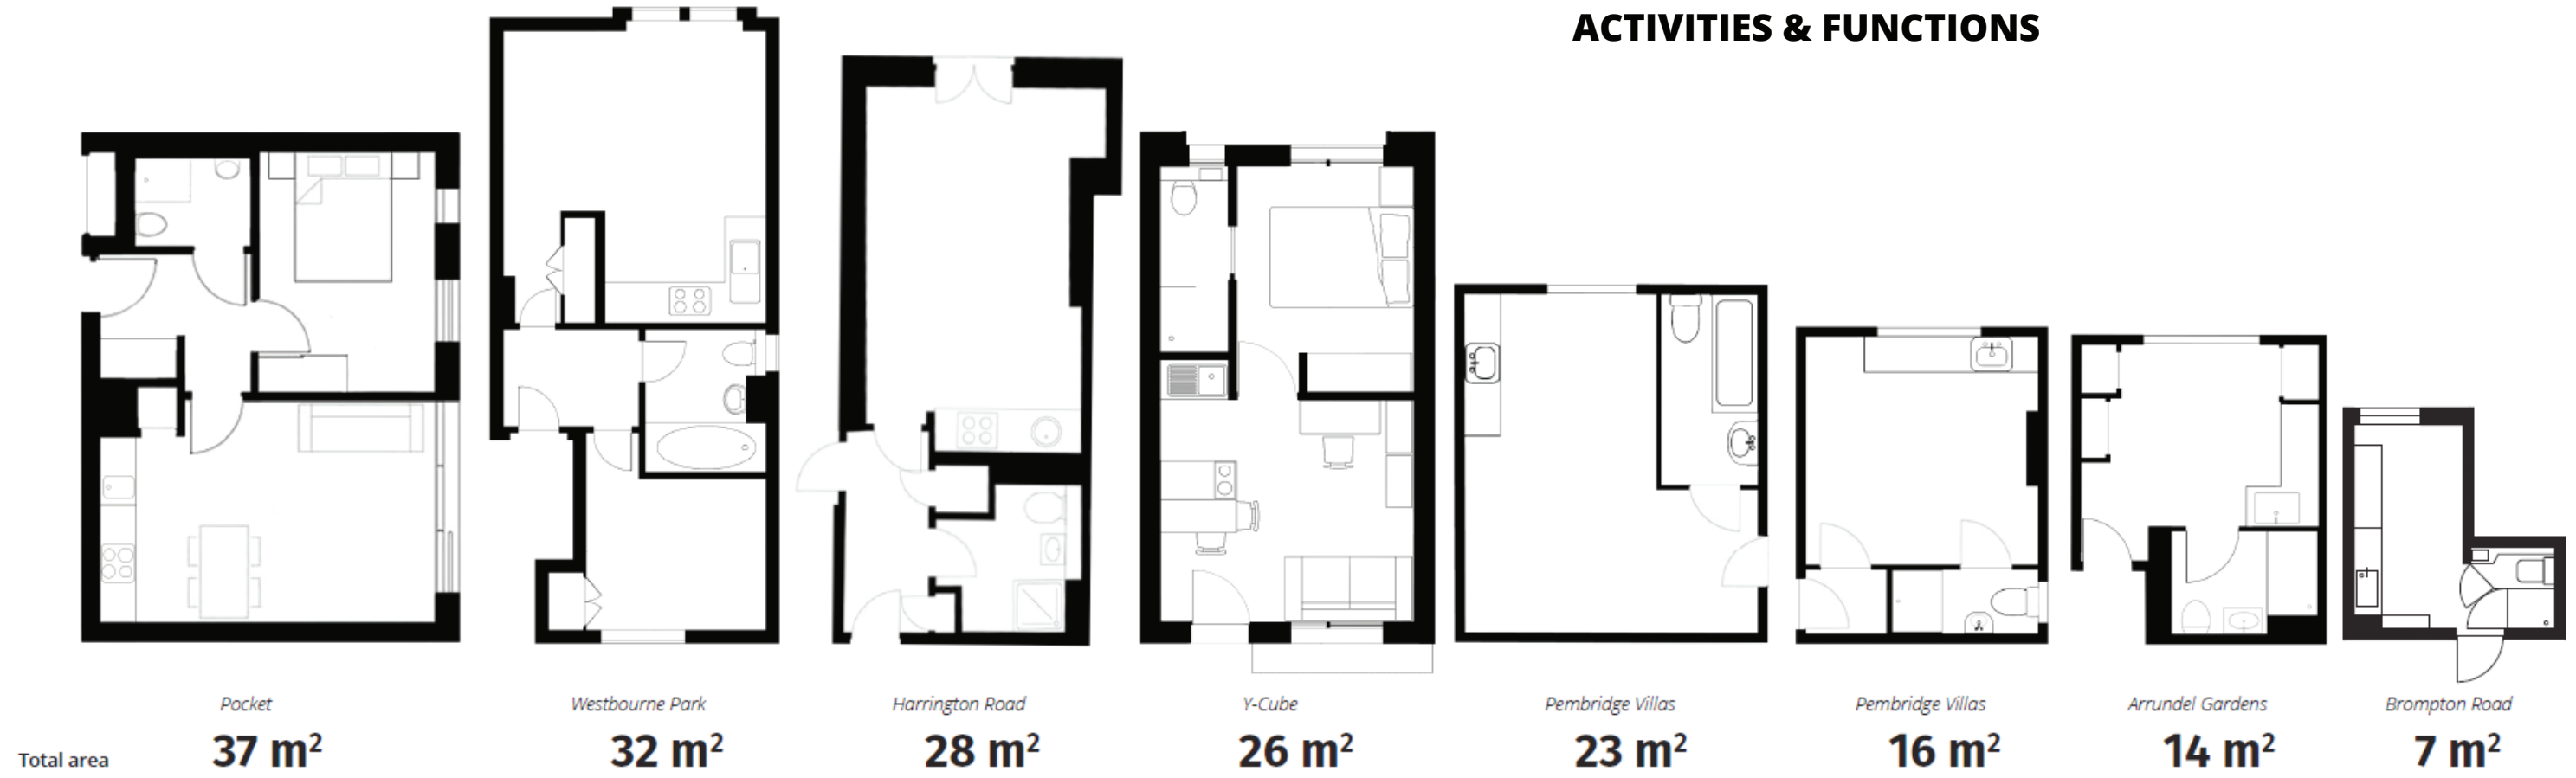 ACTIVITIES & FUNCTIONS
Pocket Westbourne Park Harrington Road Y-Cube Pembridge Villas Pembridge Villas Arrundel Gardens Brompton Road
Total area 37 m² 32 m² 28 m² 26 m² 23 m² 16 m² 14 m² 7 m²